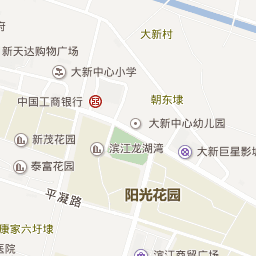 大新村
新天达购物广场
大新中心小学
中国工商银行
朝东埭
大新中心幼儿园
新茂花园
滨江龙湖湾
大新巨星影城
泰富花园
阳光花园
平凝路
康家六圩埭
医院
滨江商贸广场